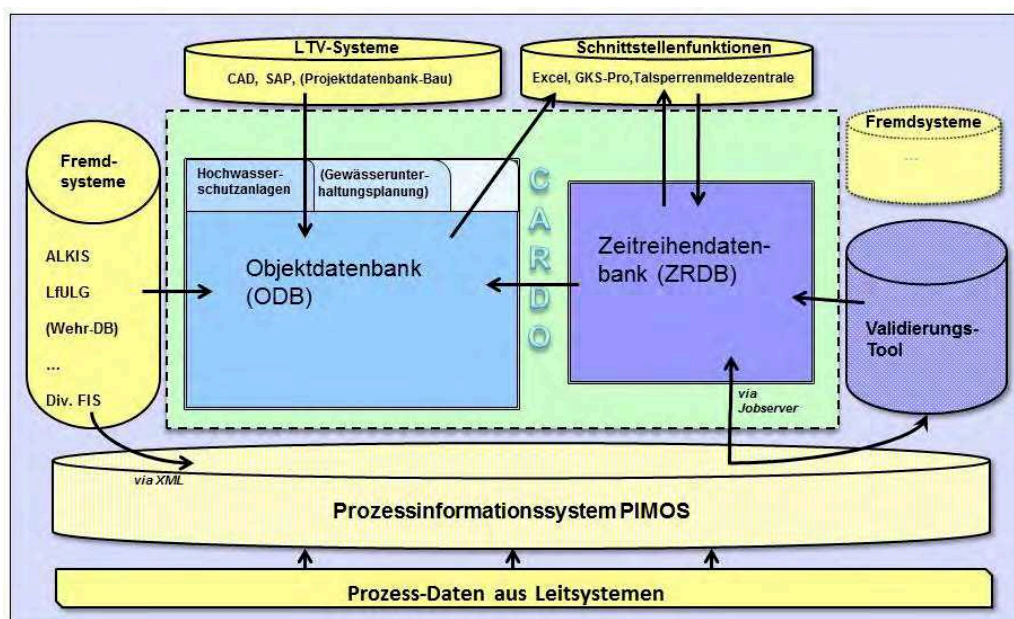 LTV-Systeme
CAD, SAP, (Projektdatenbank-Bau)
Schnittstellenfunktionen
Excel, GKS-Pro,Talsperrenmeldezentrale
Fremd-
systeme
ALKIS
LfULG
(Wehr-DB)
...
Div. FIS
Hochwasser-
schutzanlagen
(Gewässerunter-
haltungsplanung)
Objektdatenbank
(ODB)
CARDO
Zeitreihendaten-
bank (ZRDB)
Fremdsysteme
...
Validierungs-
Tool
via
Jobserver
via XML
Prozessinformationssystem PIMOS
Prozess-Daten aus Leitsystemen